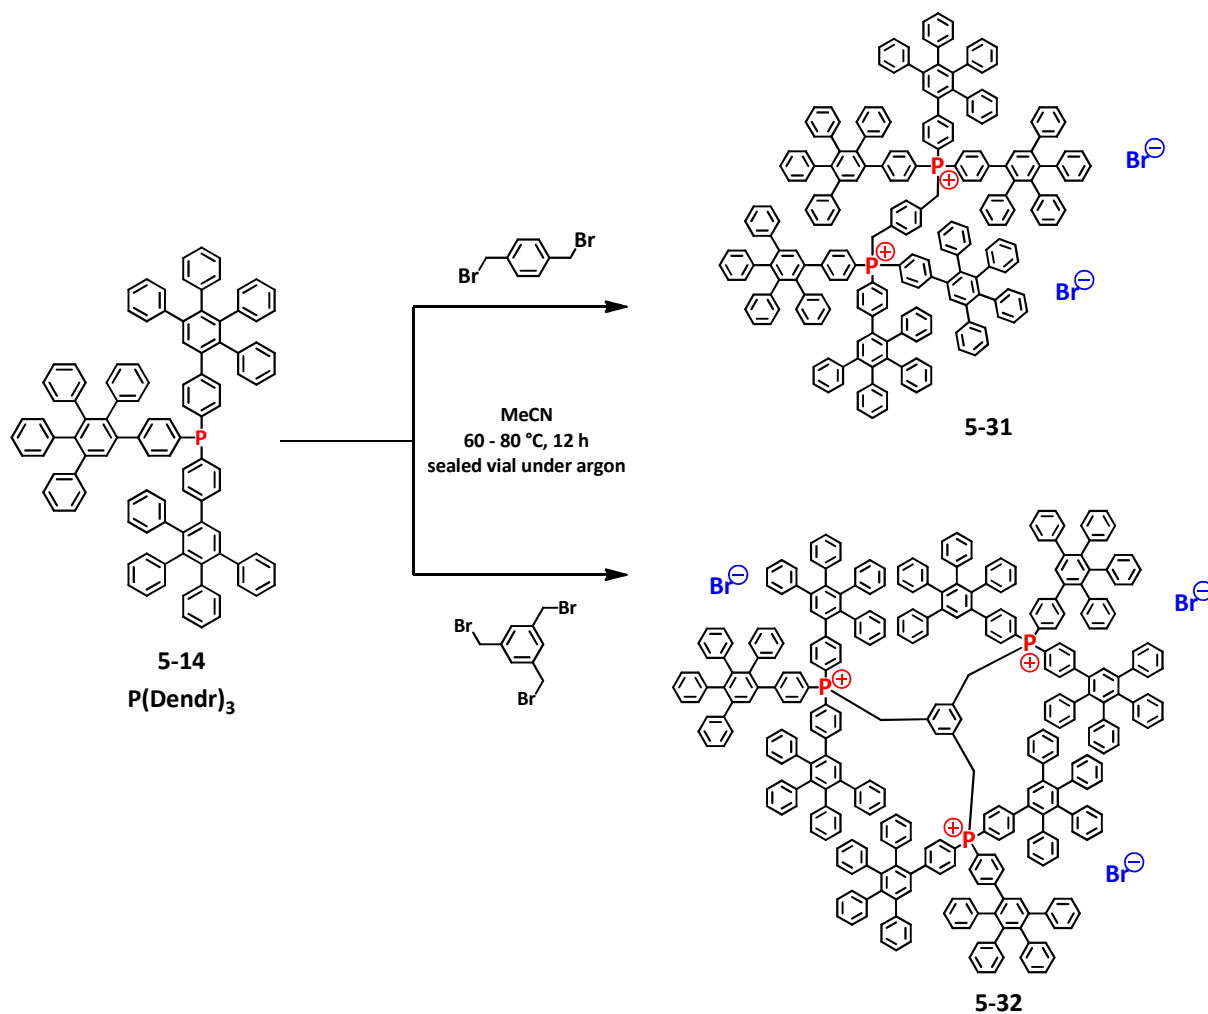 P
5-14
P(Dendr)3
Br
Br
MeCN
60 - 80 °C, 12 h
sealed vial under argon
Br
Br
Br
P
+
+
P
Br −
Br −
5-31
Br −
Br −
P
+
P
+
+
P
Br −
5-32